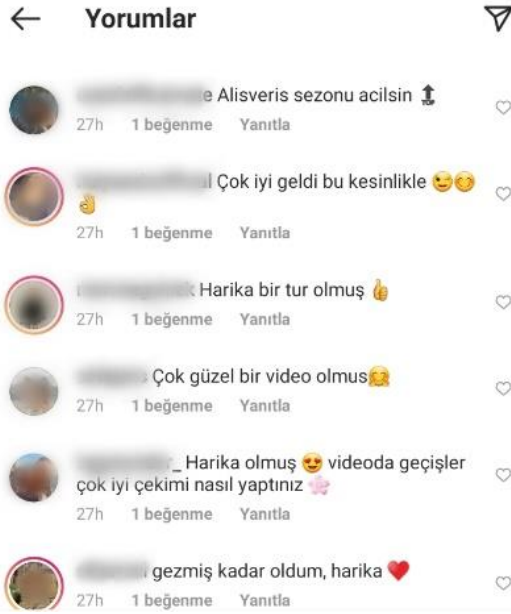 Yorumlar
Alisveris sezonu acilsin 🔝
27h 1 beğenme Yanıtla
Çok iyi geldi bu kesinlikle 😉😊
👌
27h 1 beğenme Yanıtla
Harika bir tur olmuş 👍
27h 1 beğenme Yanıtla
Çok güzel bir video olmus🤗
27h 1 beğenme Yanıtla
Harika olmuş 😍 videoda geçişler
çok iyi çekimi nasıl yaptınız 🌸
27h 1 beğenme Yanıtla
gezmiş kadar oldum, harika ♥️
27h 1 beğenme Yanıtla